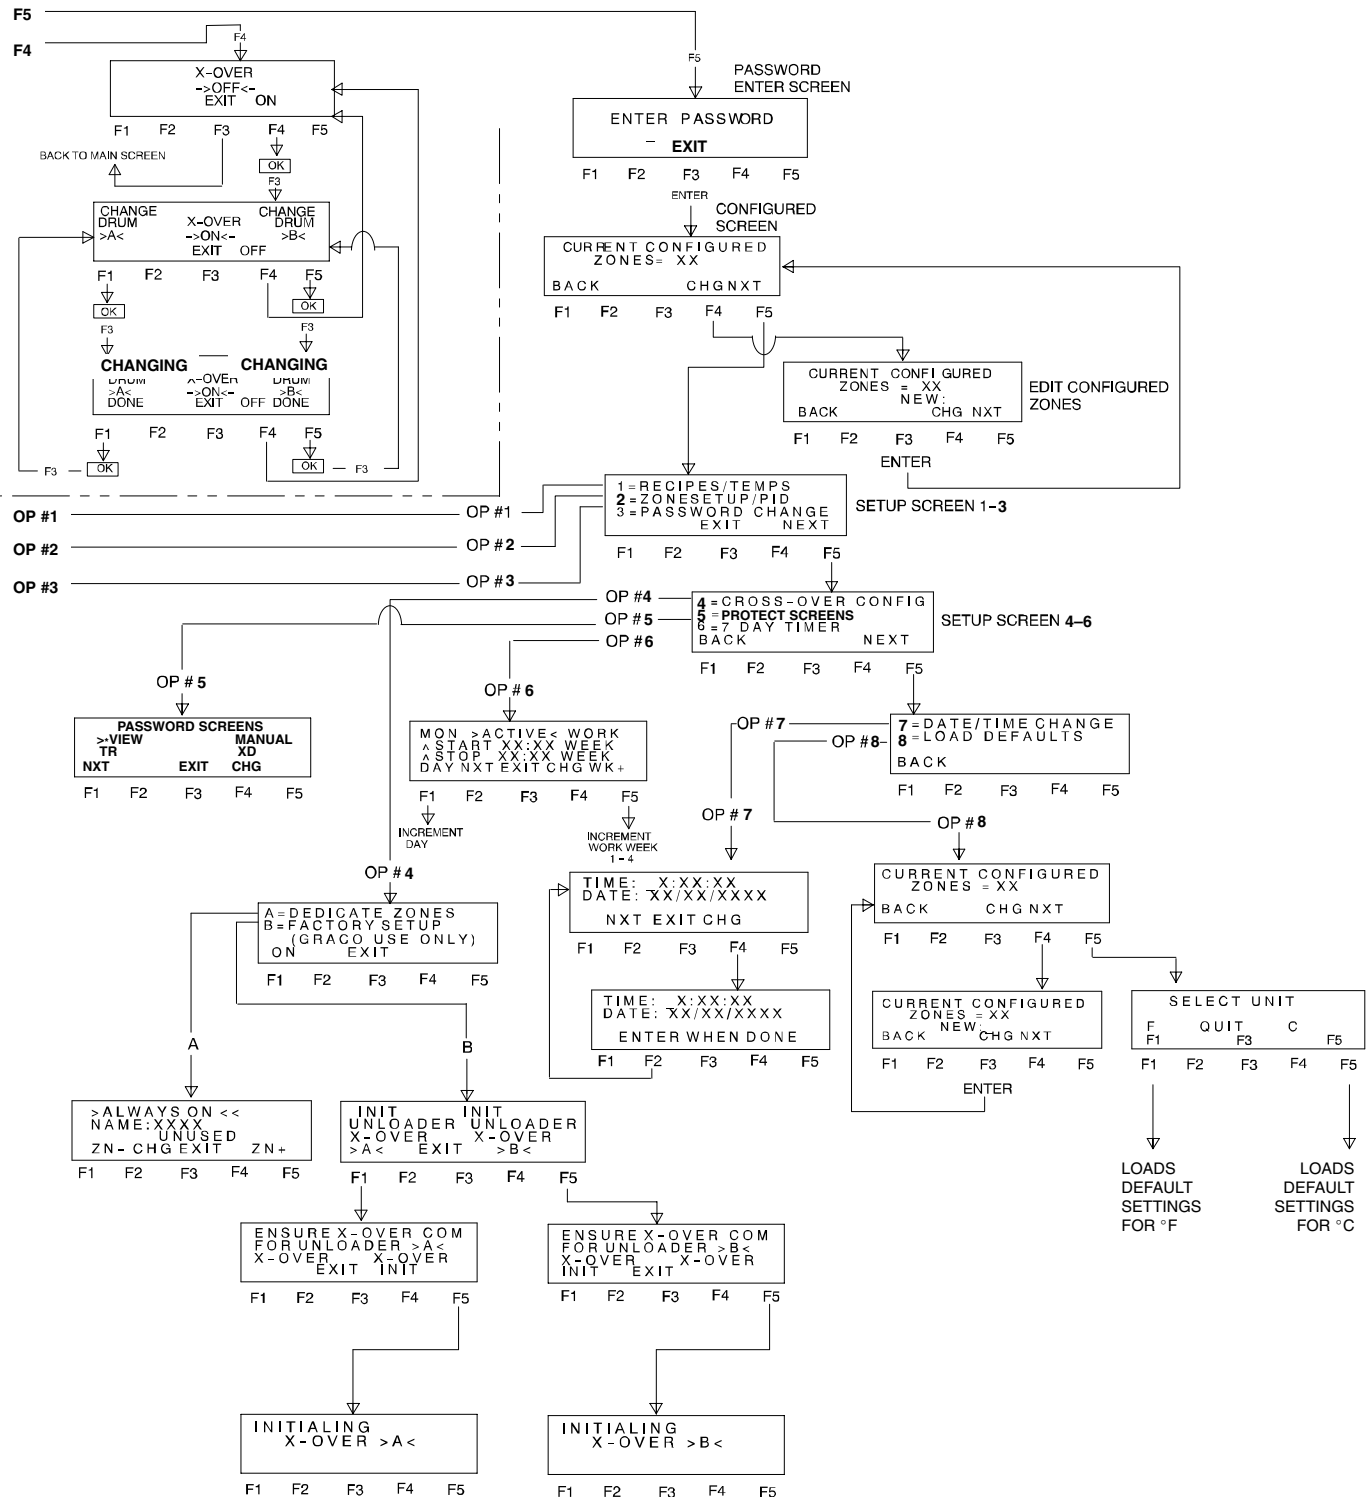 F5
F4
F4
X-OVER
->OFF<-
EXIT ON
F1 F2 F3 F4 F5
BACK TO MAIN SCREEN
OK
F3
CHANGE CHANGE
DRUM X-OVER DRUM
>A< ->ON<- >B<
EXIT OFF
F1 F2 F3 F4 F5
OK OK
F3 F3
CHANGING CHANGING
DRUM X-OVER DRUM
>A< ->ON<- >B<
DONE EXIT OFF DONE
F1 F2 F3 F4 F5
F3 OK OK F3
F5
PASSWORD
ENTER SCREEN
ENTER PASSWORD
_ EXIT
F1 F2 F3 F4 F5
ENTER
CONFIGURED
SCREEN
CURRENT CONFIGURED
ZONES= XX
BACK CHG NXT
F1 F2 F3 F4 F5
CURRENT CONFIGURED
ZONES = XX
NEW:
BACK CHG NXT
EDIT CONFIGURED
ZONES
F1 F2 F3 F4 F5
ENTER
OP #1 OP #1
OP #2 OP #2
OP #3 OP #3
1=RECIPES/TEMPS
2=ZONESETUP/PID
3=PASSWORD CHANGE
EXIT NEXT
SETUP SCREEN 1-3
F1 F2 F3 F4 F5
OP #4
OP #5
OP #6
4=CROSS-OVER CONFIG
5=PROTECT SCREENS
6=7 DAY TIMER
BACK NEXT
SETUP SCREEN 4–6
F1 F2 F3 F4 F5
OP #5
PASSWORD SCREENS
>*VIEW MANUAL
TR XD
NXT EXIT CHG
F1 F2 F3 F4 F5
OP #6
MON >ACTIVE< WORK
^START XX:XX WEEK
^STOP XX:XX WEEK
DAY NXT EXIT CHG WK+
F1 F2 F3 F4 F5
INCREMENT
DAY
INCREMENT
WORK WEEK
1-4
OP #7
OP #8
7=DATE/TIME CHANGE
8=LOAD DEFAULTS
BACK
F1 F2 F3 F4 F5
OP #7
OP #8
OP #4
A=DEDICATE ZONES
B=FACTORY SETUP
(GRACO USE ONLY)
ON EXIT
F1 F2 F3 F4 F5
TIME: _X:XX:XX
DATE: XX/XX/XXXX
NXT EXIT CHG
F1 F2 F3 F4 F5
TIME: X:XX:XX
DATE: XX/XX/XXXX
ENTER WHEN DONE
F1 F2 F3 F4 F5
CURRENT CONFIGURED
ZONES =XX
BACK CHG NXT
F1 F2 F3 F4 F5
CURRENT CONFIGURED
ZONES =XX
NEW:
BACK CHG NXT
F1 F2 F3 F4 F5
ENTER
SELECT UNIT
F QUIT C
F1 F3 F5
F1 F2 F3 F4 F5
LOADS
DEFAULT
SETTINGS
FOR °F
LOADS
DEFAULT
SETTINGS
FOR °C
A B
>ALWAYS ON <<
NAME:XXXX
UNUSED
ZN- CHG EXIT ZN+
F1 F2 F3 F4 F5
INIT INIT
UNLOADER UNLOADER
X-OVER X-OVER
>A< EXIT >B<
F1 F2 F3 F4 F5
ENSURE X-OVER COM
FOR UNLOADER >A<
X-OVER X-OVER
EXIT INIT
F1 F2 F3 F4 F5
ENSURE X-OVER COM
FOR UNLOADER >B<
X-OVER X-OVER
INIT EXIT
F1 F2 F3 F4 F5
INITIALING
X-OVER >A<
F1 F2 F3 F4 F5
INITIALING
X-OVER >B<
F1 F2 F3 F4 F5